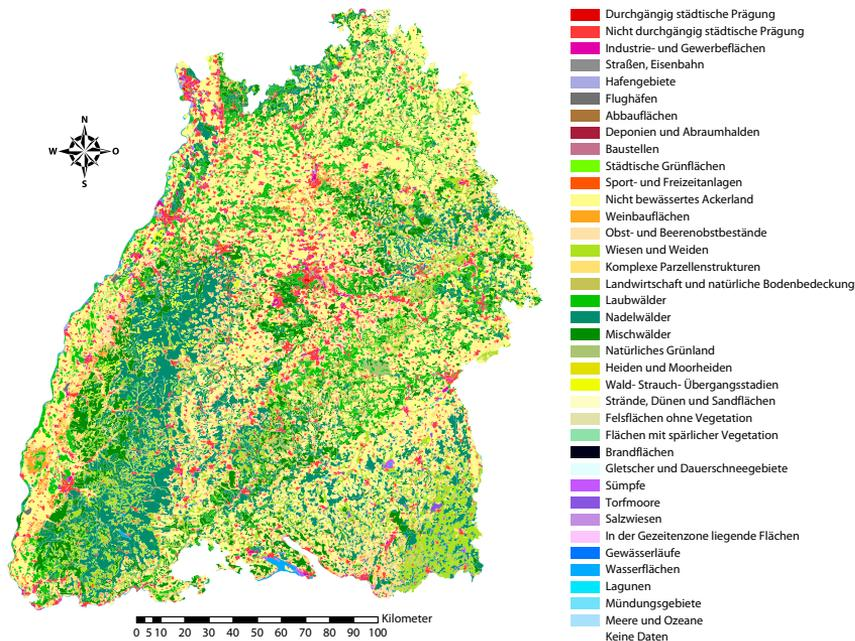 N
W
O
S
0 5 10 20 30 40 50 60 70 80 90 100
Kilometer
Durchgängig städtische Prägung
Nicht durchgängig städtische Prägung
Industrie- und Gewerbeflächen
Straßen, Eisenbahn
Hafengebiete
Flughäfen
Abbauflächen
Deponien und Abraumhalden
Baustellen
Städtische Grünflächen
Sport- und Freizeitanlagen
Nicht bewässertes Ackerland
Weinbauflächen
Obst- und Beerenobstbestände
Wiesen und Weiden
Komplexe Parzellenstrukturen
Landwirtschaft und natürliche Bodenbedeckung
Laubwälder
Nadelwälder
Mischwälder
Natürliches Grünland
Heiden und Moorheiden
Wald- Strauch- Übergangsstadien
Strände, Dünen und Sandflächen
Felsflächen ohne Vegetation
Flächen mit spärlicher Vegetation
Brandflächen
Gletscher und Dauerschneegebiete
Sümpfe
Torfmoore
Salzwiesen
In der Gezeitenzone liegende Flächen
Gewässerläufe
Wasserflächen
Lagunen
Mündungsgebiete
Meere und Ozeane
Keine Daten